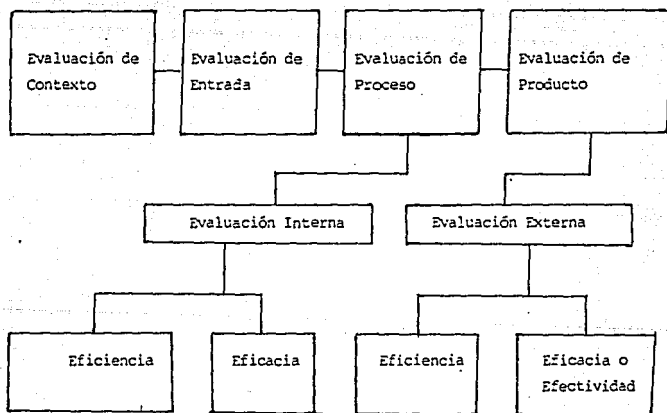 Evaluación de
Contexto
Evaluación de
Entrada
Evaluación de
Proceso
Evaluación de
Producto
Evaluación Interna
Evaluación Externa
Eficiencia
Eficacia
Eficiencia
Eficacia o
Efectividad